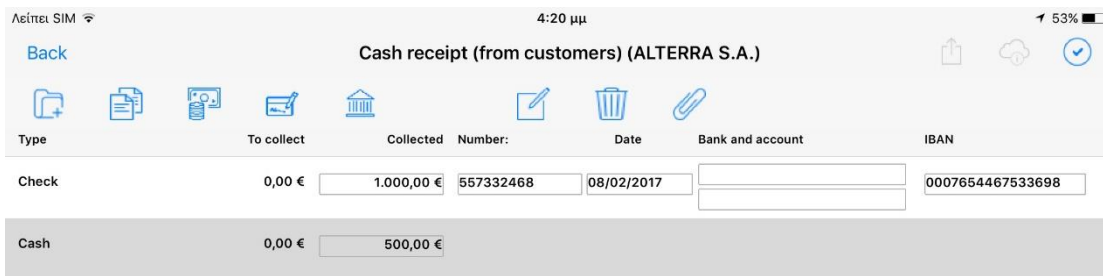 Λείπει SIM 4:20 μμ 53%
Back Cash receipt (from customers) (ALTERRA S.A.)
Type To collect Collected Number: Date Bank and account IBAN
Check 0,00 € 1.000,00 € 557332468 08/02/2017 0007654467533698
Cash 0,00 € 500,00 €